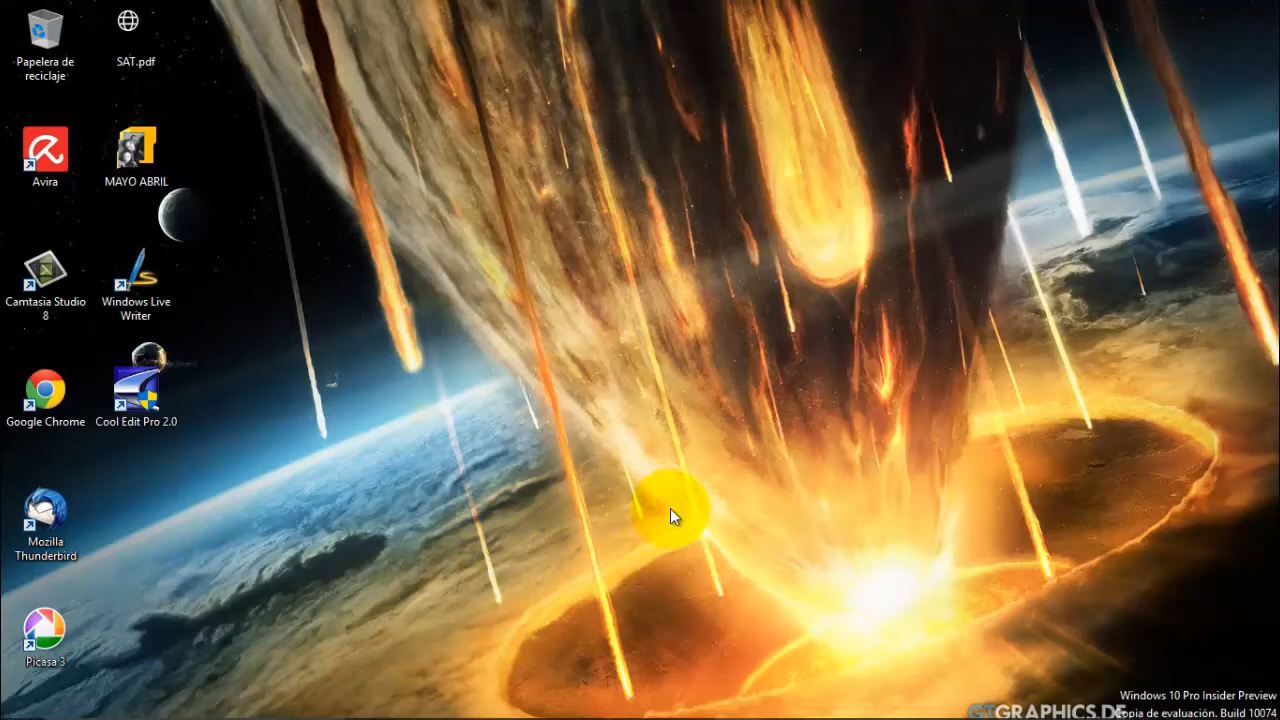 Papelera de
reciclaje
SAT.pdf
Avira
MAYO ABRIL
Camtasia Studio
8
Windows Live
Writer
Google Chrome
Cool Edit Pro 2.0
Mozilla
Thunderbird
Picasa 3
Windows 10 Pro Insider Preview
GTGRAPHICS.DE
Copia de evaluación. Build 10074